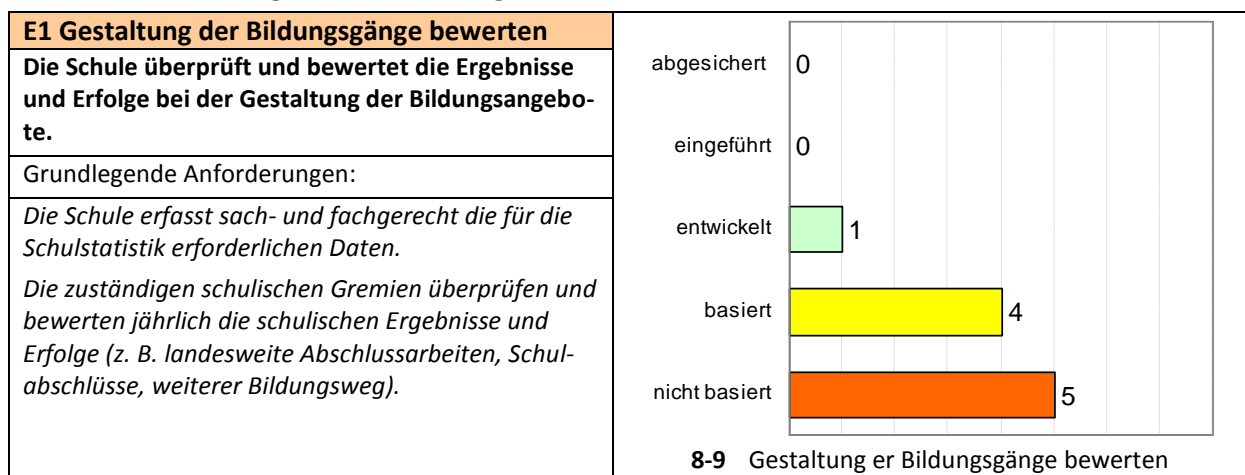 E1 Gestaltung der Bildungsgänge bewerten
Die Schule überprüft und bewertet die Ergebnisse
und Erfolge bei der Gestaltung der Bildungsangebo-
te.
Grundlegende Anforderungen:
Die Schule erfasst sach- und fachgerecht die für die
Schulstatistik erforderlichen Daten.
Die zuständigen schulischen Gremien überprüfen und
bewerten jährlich die schulischen Ergebnisse und
Erfolge (z. B. landesweite Abschlussarbeiten, Schul-
abschlüsse, weiterer Bildungsweg).
abgesichert 0
eingeführt 0
entwickelt 1
basiert 4
nicht basiert 5
8-9 Gestaltung er Bildungsgänge bewerten